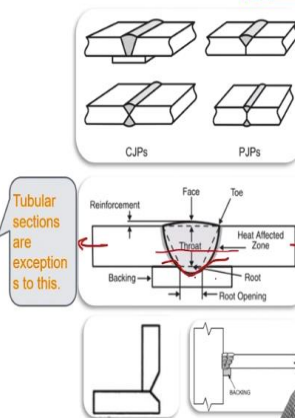 CJPs
PJPs
Tubular
sections
are
exception
s to this.
Reinforcement
Face
Toe
Throat
Heat Affected
Zone
Backing
Root
Root Opening
BACKING